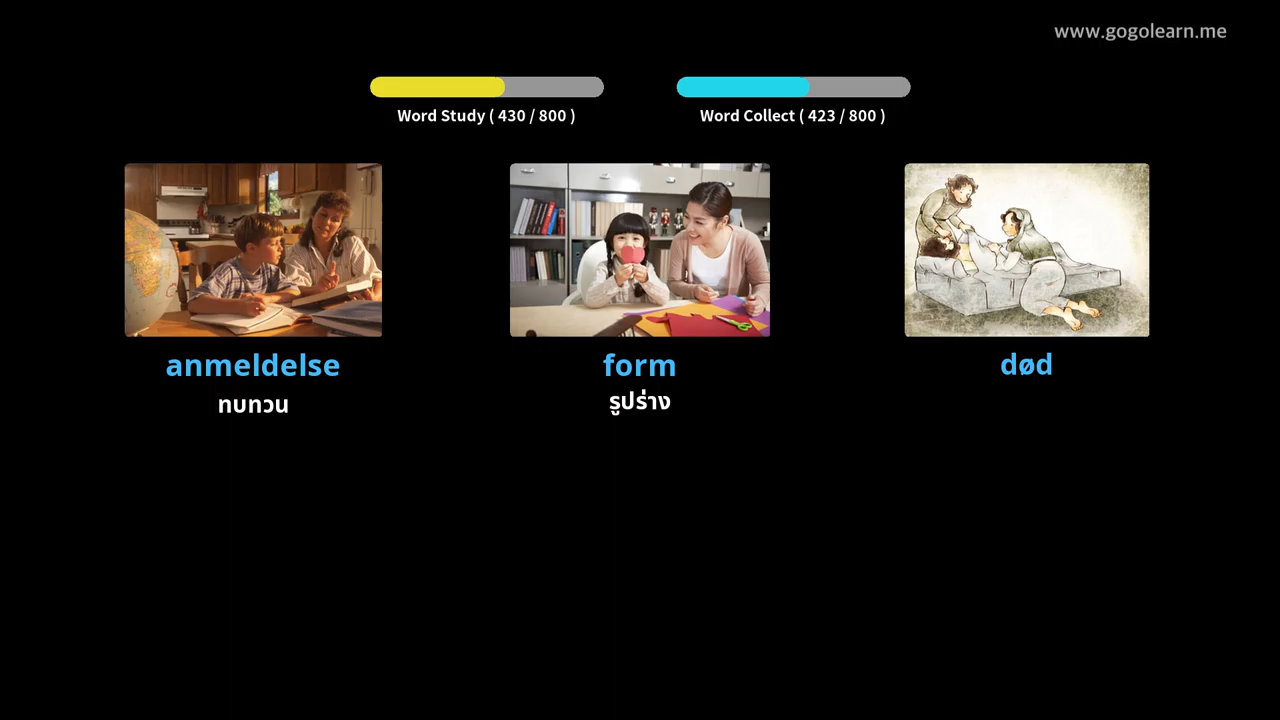 www.gogolearn.me
Word Study ( 430 / 800 )
Word Collect ( 423 / 800 )
anmeldelse
ทบทวน
form
รูปร่าง
død